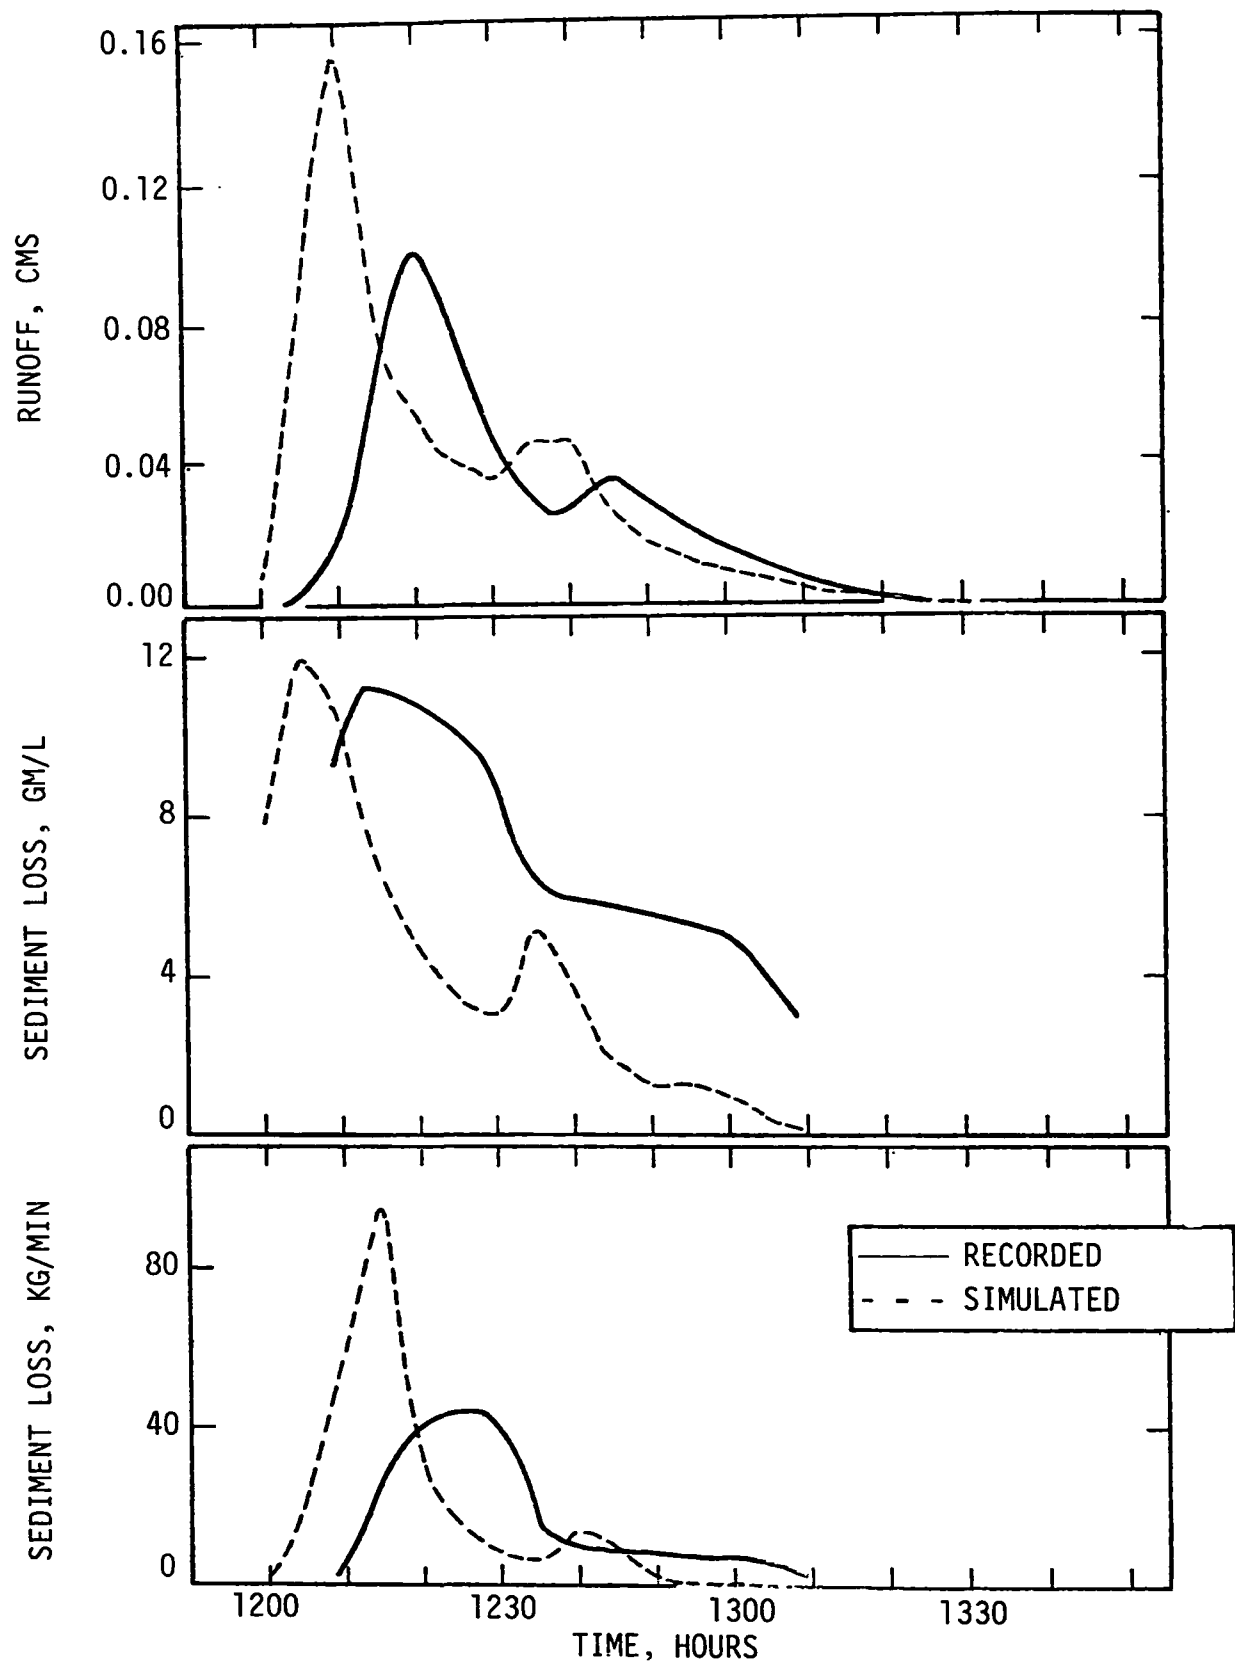 RUNOFF, CMS
0.16
0.12
0.08
0.04
0.00
SEDIMENT LOSS, GM/L
12
8
4
0
SEDIMENT LOSS, KG/MIN
80
40
0
RECORDED
SIMULATED
1200 1230 1300 1330
TIME, HOURS